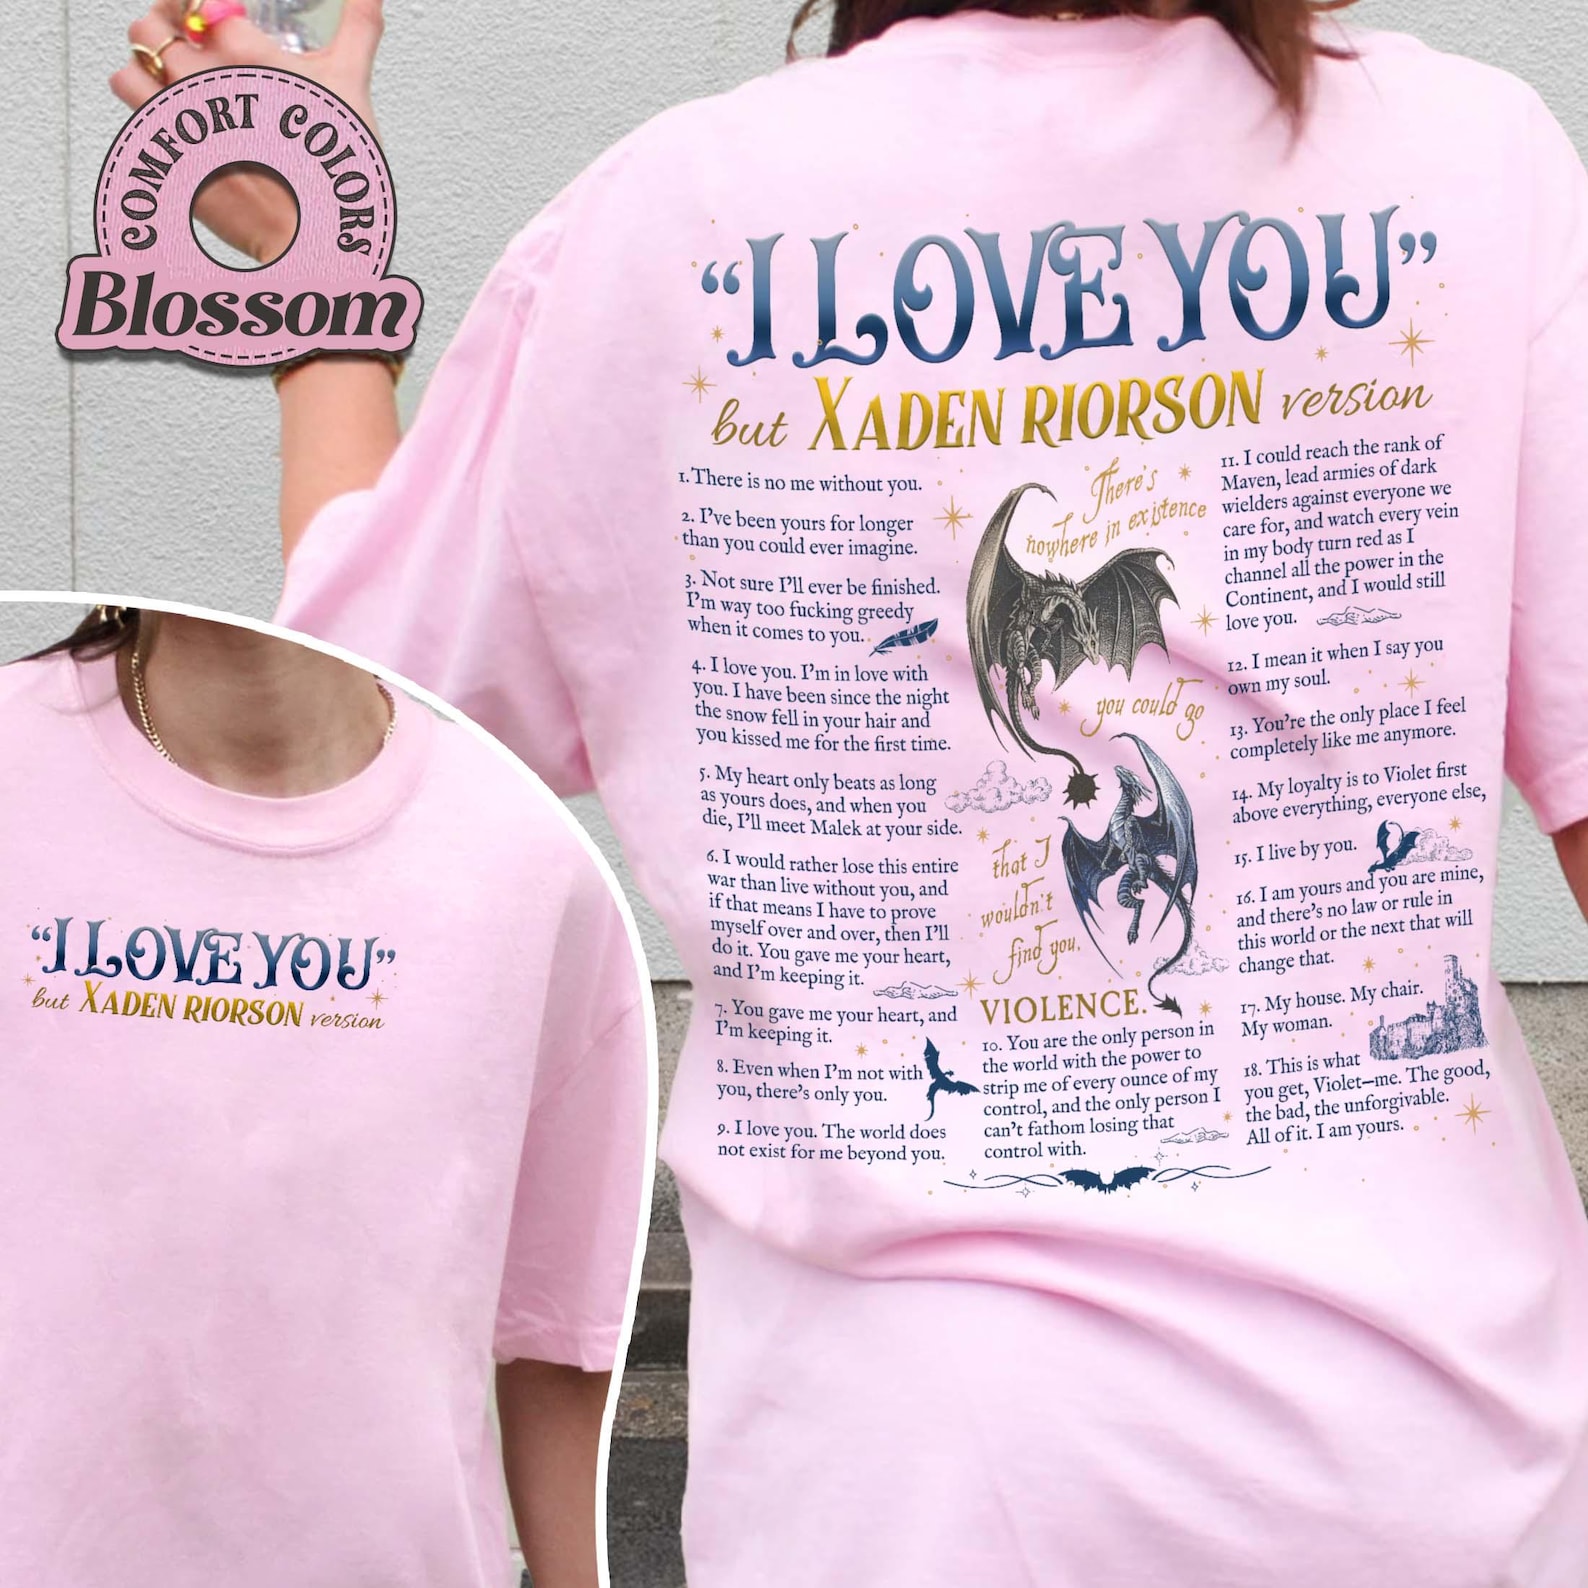 COMFORT COLORS
Blossom
"I LOVE YOU"
but XADEN RIORSON version
"I LOVE YOU"
but XADEN RIORSON version
1. There is no me without you.
2. I've been yours for longer
than you could ever imagine.
3. Not sure I'll ever be finished.
I'm way too fucking greedy
when it comes to you.
4. I love you. I'm in love with
you. I have been since the night
the snow fell in your hair and
you kissed me for the first time.
5. My heart only beats as long
as yours does, and when you
die, I'll meet Malek at your side.
6. I would rather lose this entire
war than live without you, and
if that means I have to prove
myself over and over, then I'll
do it. You gave me your heart,
and I'm keeping it.
7. You gave me your heart, and
I'm keeping it.
8. Even when I'm not with
you, there's only you.
9. I love you. The world does
not exist for me beyond you.
There's
nowhere in existence
you could go
that I
wouldn't
find you,
VIOLENCE.
10. You are the only person in
the world with the power to
strip me of every ounce of my
control, and the only person I
can't fathom losing that
control with.
11. I could reach the rank of
Maven, lead armies of dark
wielders against everyone we
care for, and watch every vein
in my body turn red as I
channel all the power in the
Continent, and I would still
love you.
12. I mean it when I say you
own my soul.
13. You're the only place I feel
completely like me anymore.
14. My loyalty is to Violet first
above everything, everyone else,
15. I live by you.
16. I am yours and you are mine,
and there's no law or rule in
this world or the next that will
change that.
17. My house. My chair.
My woman.
18. This is what
you get, Violet—me. The good,
the bad, the unforgivable.
All of it. I am yours.